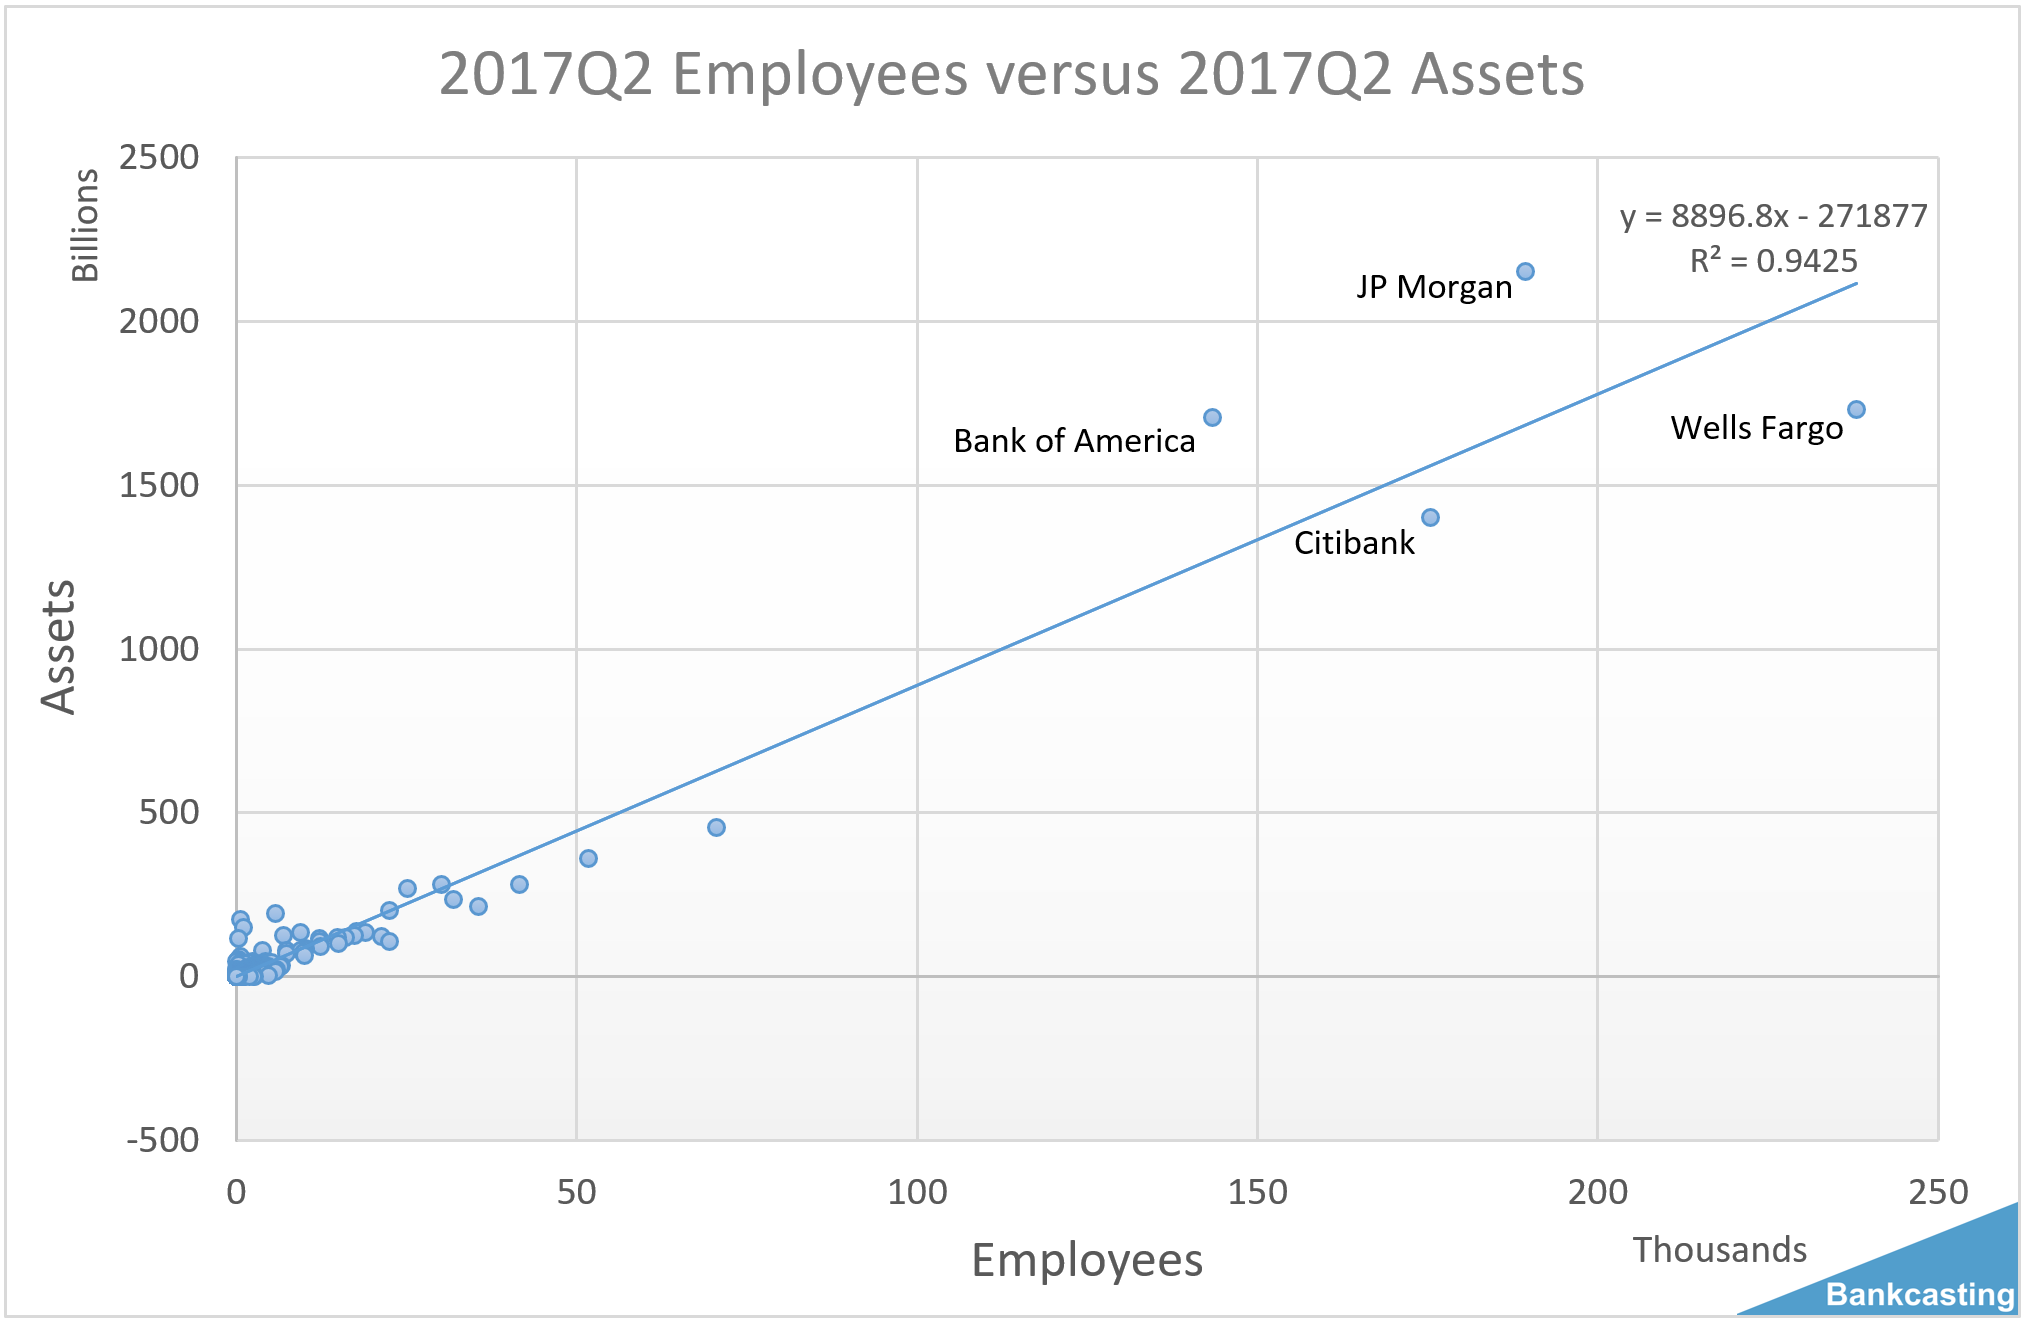 2017Q2 Employees versus 2017Q2 Assets
Billions
2500
2000
1500
1000
500
0
-500
Assets
y = 8896.8x - 271877
R² = 0.9425
JP Morgan
Bank of America
Wells Fargo
Citibank
0 50 100 150 200 250
Employees
Thousands
Bankcasting